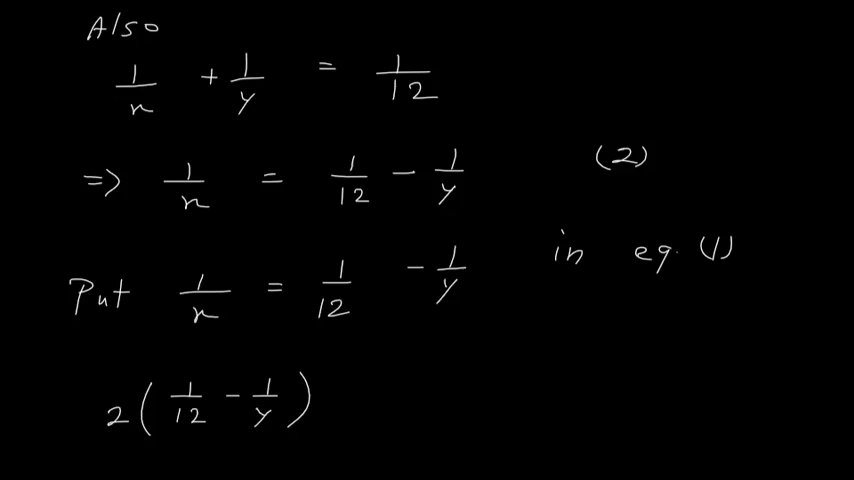 Also
1/x + 1/y = 1/12
=> 1/x = 1/12 - 1/y (2)
Put 1/x = 1/12 - 1/y in eq. (1)
2(1/12 - 1/y)